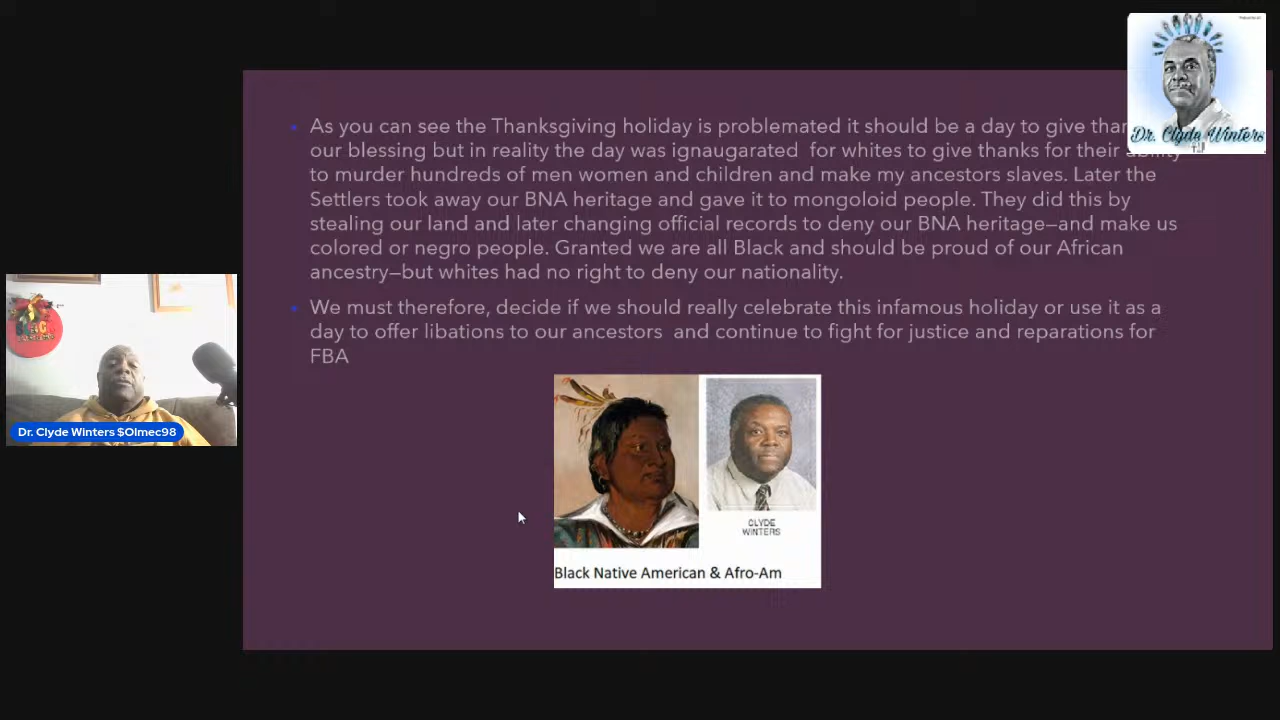 As you can see the Thanksgiving holiday is problemated it should be a day to give
our blessing but in reality the day was ignaugarated for whites to give thanks for their ability
to murder hundreds of men women and children and make my ancestors slaves. Later the
Settlers took away our BNA heritage and gave it to mongoloid people. They did this by
stealing our land and later changing official records to deny our BNA heritage—and make us
colored or negro people. Granted we are all Black and should be proud of our African
ancestry—but whites had no right to deny our nationality.
We must therefore, decide if we should really celebrate this infamous holiday or use it as a
day to offer libations to our ancestors and continue to fight for justice and reparations for
FBA
Dr. Clyde Winters
Dr. Clyde Winters $Olmec98
CLYDE
WINTERS
Black Native American & Afro-Am